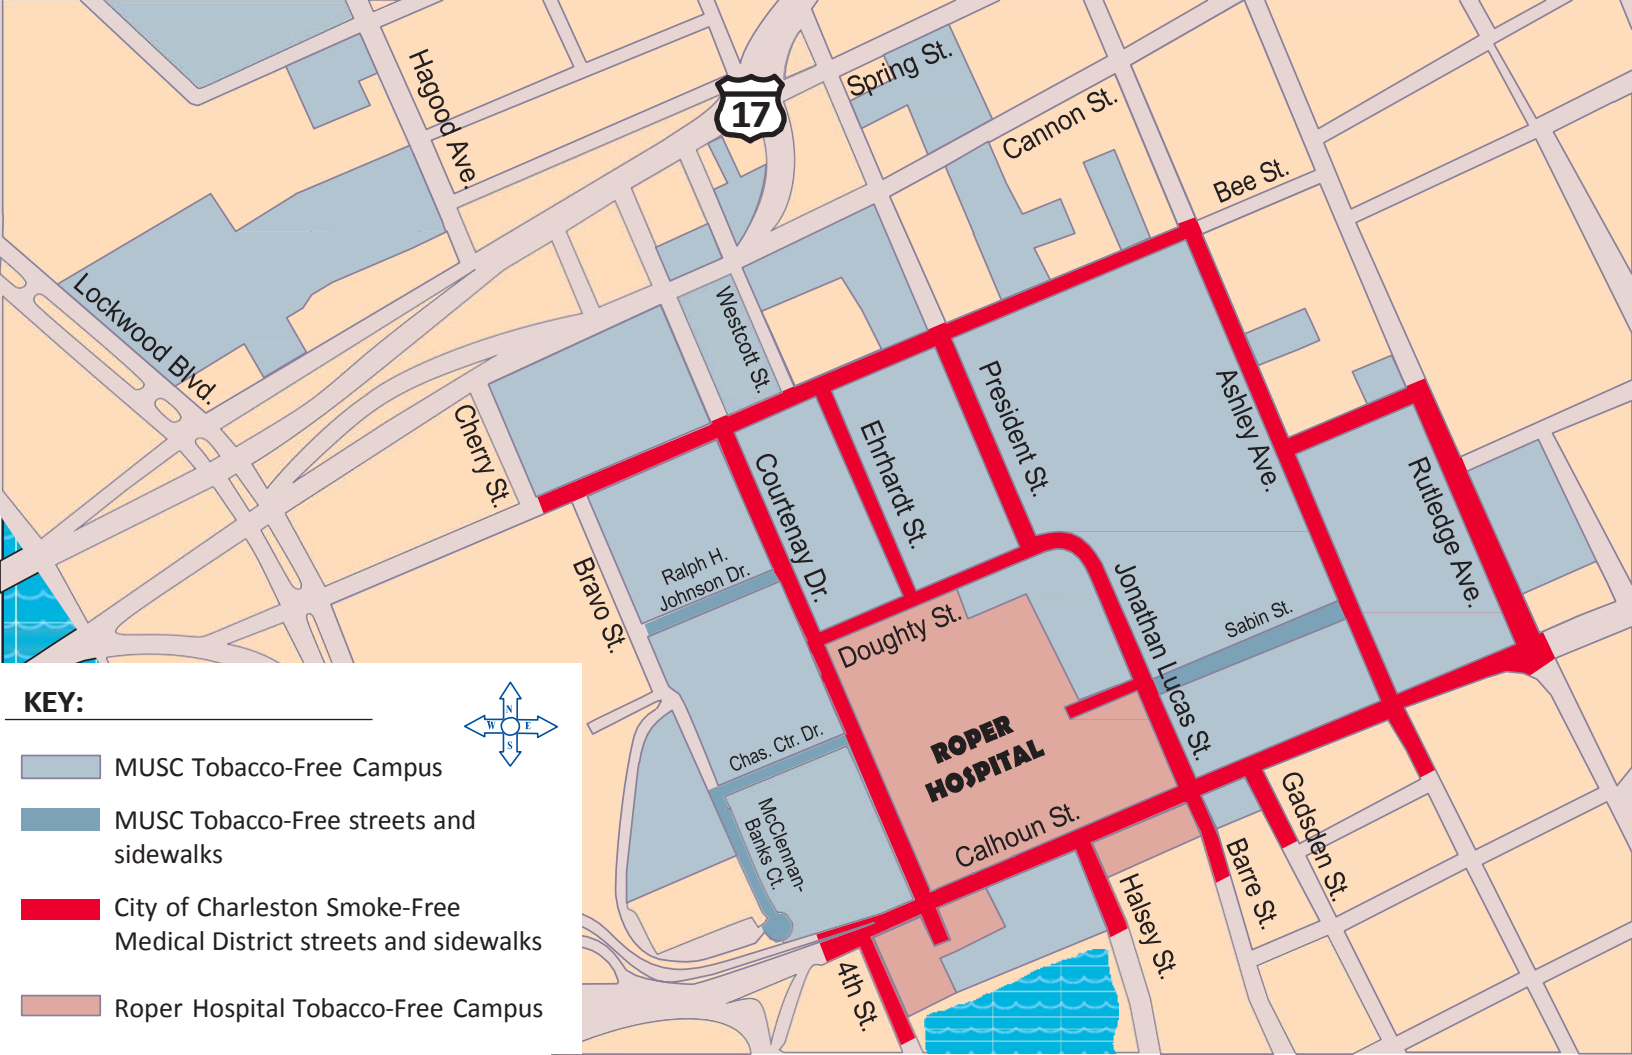 Hagood Ave.
17
Spring St.
Cannon St.
Bee St.
Lockwood Blvd.
Westcott St.
Cherry St.
Courtenay Dr.
Ehrhardt St.
President St.
Ashley Ave.
Rutledge Ave.
Bravo St.
Ralph H.
Johnson Dr.
Doughty St.
Jonathan Lucas St.
Sabin St.
Chas. Ctr. Dr.
McClennan-
Banks Ct.
ROPER
HOSPITAL
Calhoun St.
Gadsden St.
Barre St.
Halsey St.
4th St.
KEY:
N
W E
S
MUSC Tobacco-Free Campus
MUSC Tobacco-Free streets and
sidewalks
City of Charleston Smoke-Free
Medical District streets and sidewalks
Roper Hospital Tobacco-Free Campus